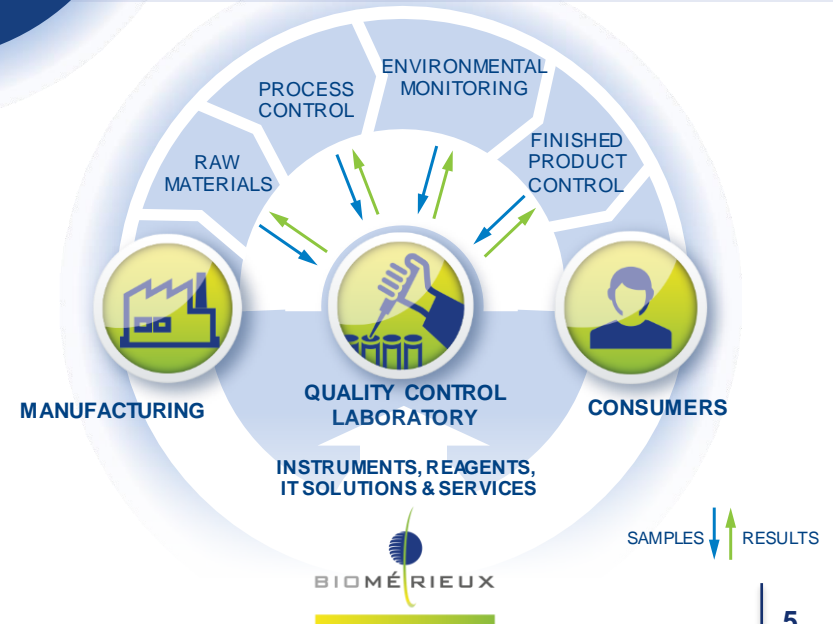 ENVIRONMENTAL
MONITORING
PROCESS
CONTROL
FINISHED
PRODUCT
CONTROL
RAW
MATERIALS
MANUFACTURING
QUALITY CONTROL
LABORATORY
CONSUMERS
INSTRUMENTS, REAGENTS,
IT SOLUTIONS & SERVICES
SAMPLES
RESULTS
BIOMÉRIEUX
5